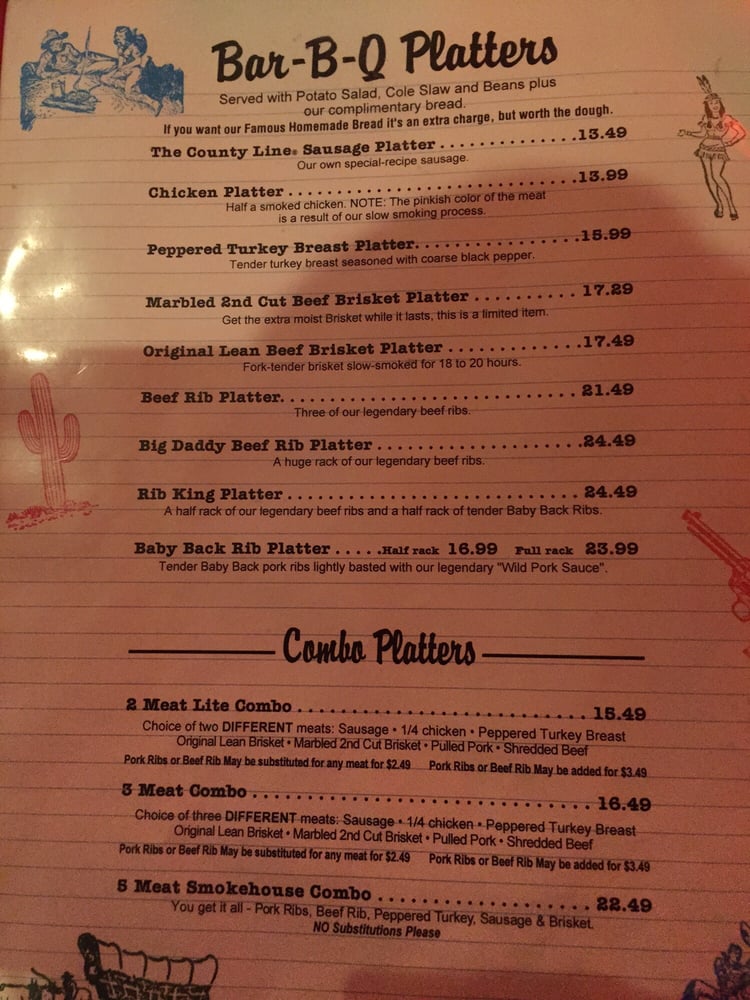 Bar-B-Q Platters
Served with Potato Salad, Cole Slaw and Beans plus
our complimentary bread.
If you want our Famous Homemade Bread it's an extra charge, but worth the dough.
The County Line® Sausage Platter . . . . . . . . . . . . . . 13.49
Our own special-recipe sausage.
Chicken Platter . . . . . . . . . . . . . . . . . . . . . . . . . . . . 13.99
Half a smoked chicken. NOTE: The pinkish color of the meat
is a result of our slow smoking process.
Peppered Turkey Breast Platter. . . . . . . . . . . . . . . . 15.99
Tender turkey breast seasoned with coarse black pepper.
Marbled 2nd Cut Beef Brisket Platter . . . . . . . . . . 17.29
Get the extra moist Brisket while it lasts, this is a limited item.
Original Lean Beef Brisket Platter . . . . . . . . . . . . . 17.49
Fork-tender brisket slow-smoked for 18 to 20 hours.
Beef Rib Platter. . . . . . . . . . . . . . . . . . . . . . . . . . . . . 21.49
Three of our legendary beef ribs.
Big Daddy Beef Rib Platter . . . . . . . . . . . . . . . . . . . . 24.49
A huge rack of our legendary beef ribs.
Rib King Platter . . . . . . . . . . . . . . . . . . . . . . . . . . . . 24.49
A half rack of our legendary beef ribs and a half rack of tender Baby Back Ribs.
Baby Back Rib Platter . . . . . Half rack 16.99 Full rack 23.99
Tender Baby Back pork ribs lightly basted with our legendary "Wild Pork Sauce".
Combo Platters
2 Meat Lite Combo . . . . . . . . . . . . . . . . . . . . . . . . . . . . 15.49
Choice of two DIFFERENT meats: Sausage • 1/4 chicken • Peppered Turkey Breast
Original Lean Brisket • Marbled 2nd Cut Brisket • Pulled Pork • Shredded Beef
Pork Ribs or Beef Rib May be substituted for any meat for $2.49 Pork Ribs or Beef Rib May be added for $3.49
3 Meat Combo . . . . . . . . . . . . . . . . . . . . . . . . . . . . . . . . 16.49
Choice of three DIFFERENT meats: Sausage • 1/4 chicken • Peppered Turkey Breast
Original Lean Brisket • Marbled 2nd Cut Brisket • Pulled Pork • Shredded Beef
Pork Ribs or Beef Rib May be substituted for any meat for $2.49 Pork Ribs or Beef Rib May be added for $3.49
5 Meat Smokehouse Combo . . . . . . . . . . . . . . . . . . . . 22.49
You get it all - Pork Ribs, Beef Rib, Peppered Turkey, Sausage & Brisket.
NO Substitutions Please